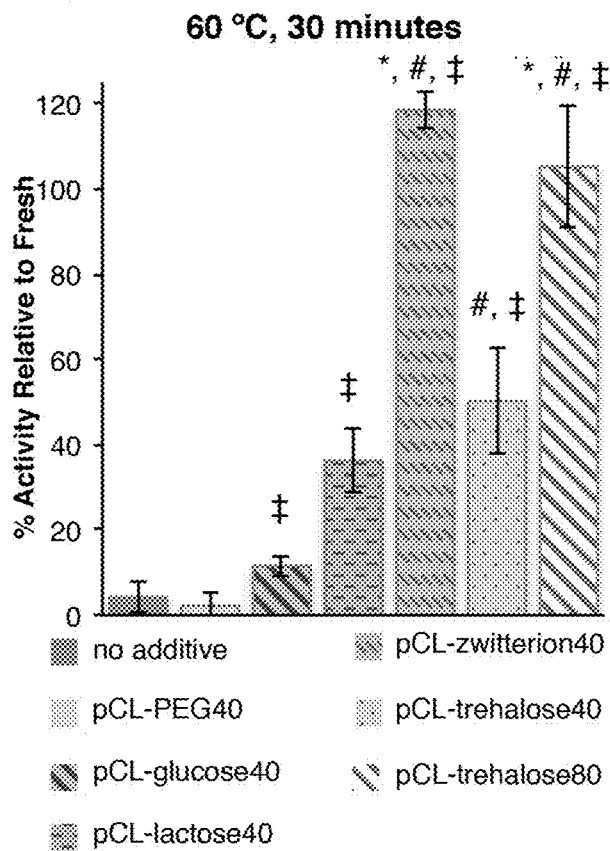 60 °C, 30 minutes
*, #, ‡
*, #, ‡
#, ‡
‡
‡
% Activity Relative to Fresh
120
100
80
60
40
20
0
no additive
pCL-PEG40
pCL-glucose40
pCL-lactose40
pCL-zwitterion40
pCL-trehalose40
pCL-trehalose80